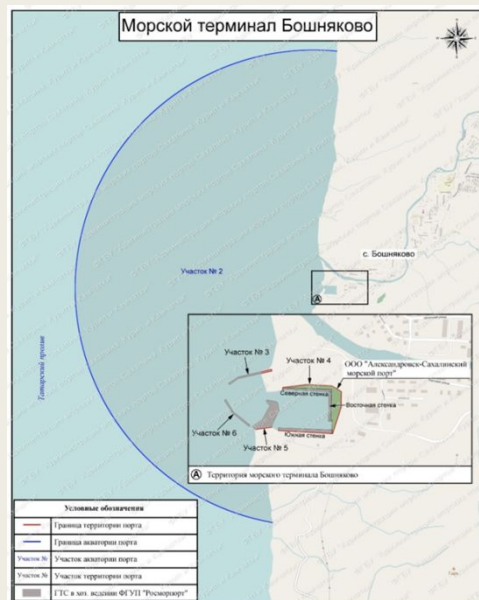 Морской терминал Бошняково
с. Бошняково
Участок № 2
А
Татарский пролив
Участок № 3
Участок № 4
ООО "Александровск-Сахалинский
морской порт"
Северная стенка
Восточная стенка
Южная стенка
Участок № 6
Участок № 5
А Территория морского терминала Бошняково
Условные обозначения
Граница территории порта
Граница акватории порта
Участок № Участок акватории порта
Участок № Участок территории порта
ГТС в хоз. ведении ФГУП "Росморпорт"